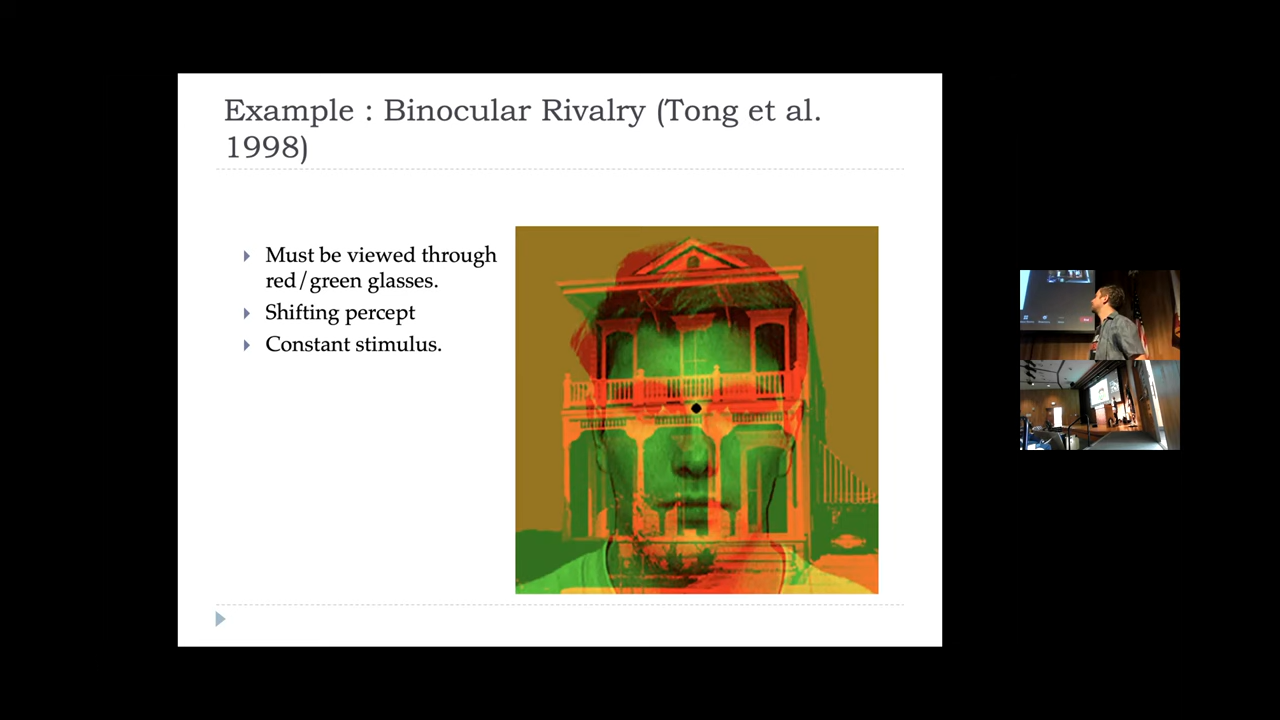 Example : Binocular Rivalry (Tong et al.
1998)
Must be viewed through
red/green glasses.
Shifting percept
Constant stimulus.